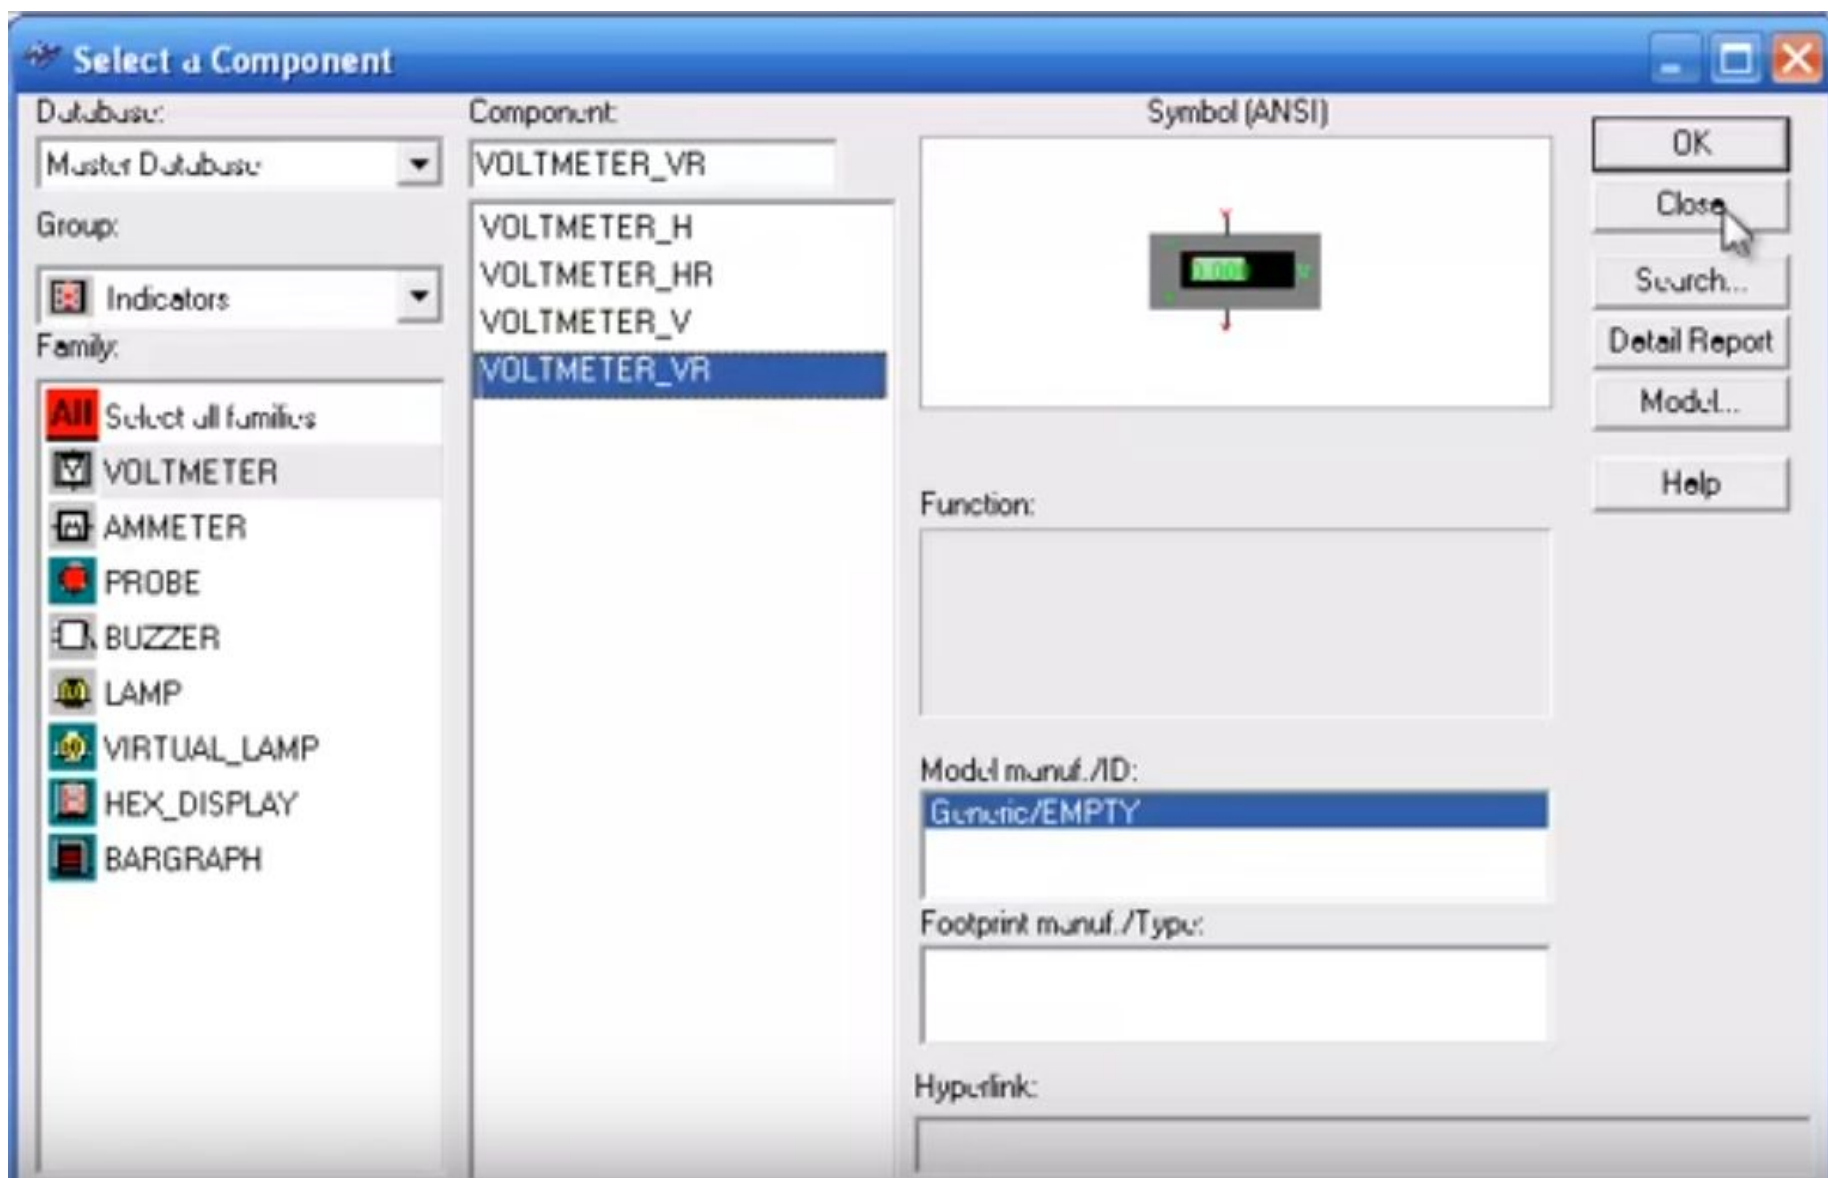 Select a Component
Database:
Master Database
Group:
Indicators
Family:
All Select all families
VOLTMETER
AMMETER
PROBE
BUZZER
LAMP
VIRTUAL_LAMP
HEX_DISPLAY
BARGRAPH
Component:
VOLTMETER_VR
VOLTMETER_H
VOLTMETER_HR
VOLTMETER_V
VOLTMETER_VR
Symbol (ANSI)
0.000 V
Function:
Model manuf./ID:
Generic/EMPTY
Footprint manuf./Type:
Hyperlink:
OK
Close
Search...
Detail Report
Model...
Help